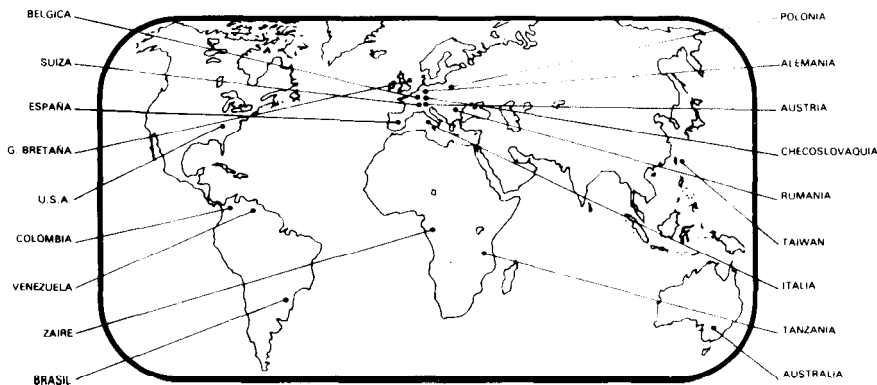 BELGICA
SUIZA
ESPAÑA
G. BRETAÑA
U.S.A.
COLOMBIA
VENEZUELA
ZAIRE
BRASIL
POLONIA
ALEMANIA
AUSTRIA
CHECOSLOVAQUIA
RUMANIA
TAIWAN
ITALIA
TANZANIA
AUSTRALIA